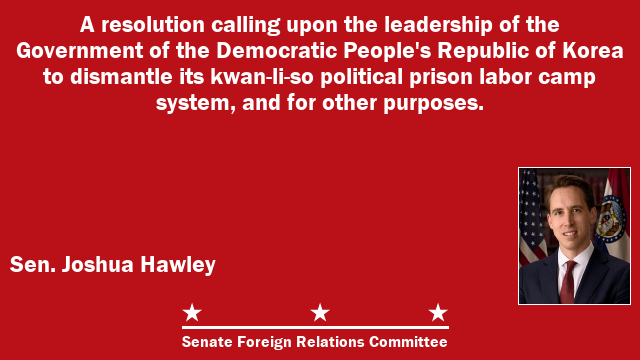 A resolution calling upon the leadership of the
Government of the Democratic People's Republic of Korea
to dismantle its kwan-li-so political prison labor camp
system, and for other purposes.
Sen. Joshua Hawley
Senate Foreign Relations Committee